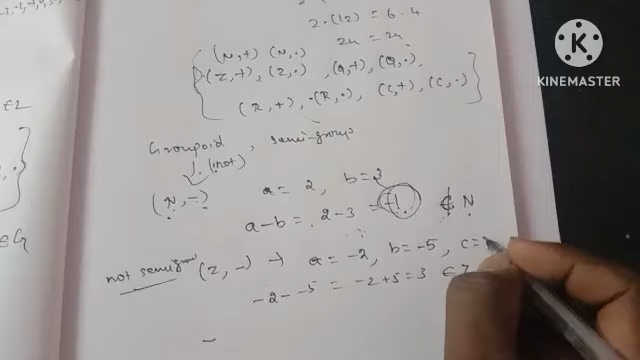 2·(12) = 6·4
24 = 24
(N,+) (N,·)
(Z,+), (Z,·), (Q,+), (Q,·),
(R,+), (R,·), (C,+), (C,·)
KINEMASTER
Groupoid, semi-group
(not)
(N,-) a = 2, b = 3
a-b = 2-3 = -1 ∉ N
∈ G
not semigroup (Z,-) → a = -2, b = -5, c =
-2 - -5 = -2+5 = 3 ∈ Z